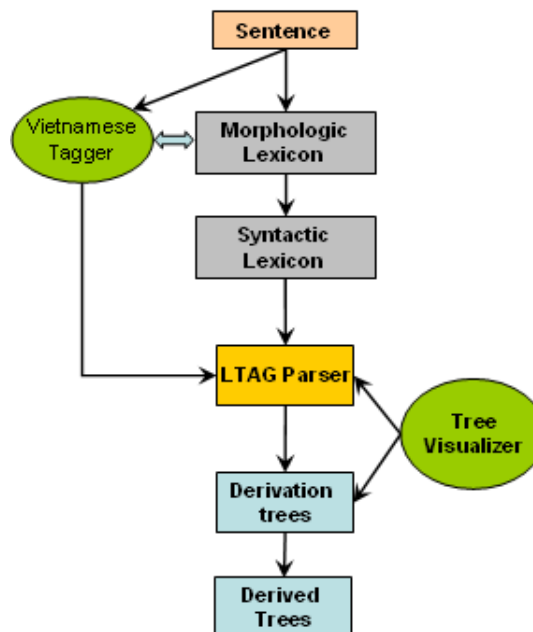 Sentence
Vietnamese
Tagger
Morphologic
Lexicon
Syntactic
Lexicon
LTAG Parser
Tree
Visualizer
Derivation
trees
Derived
Trees